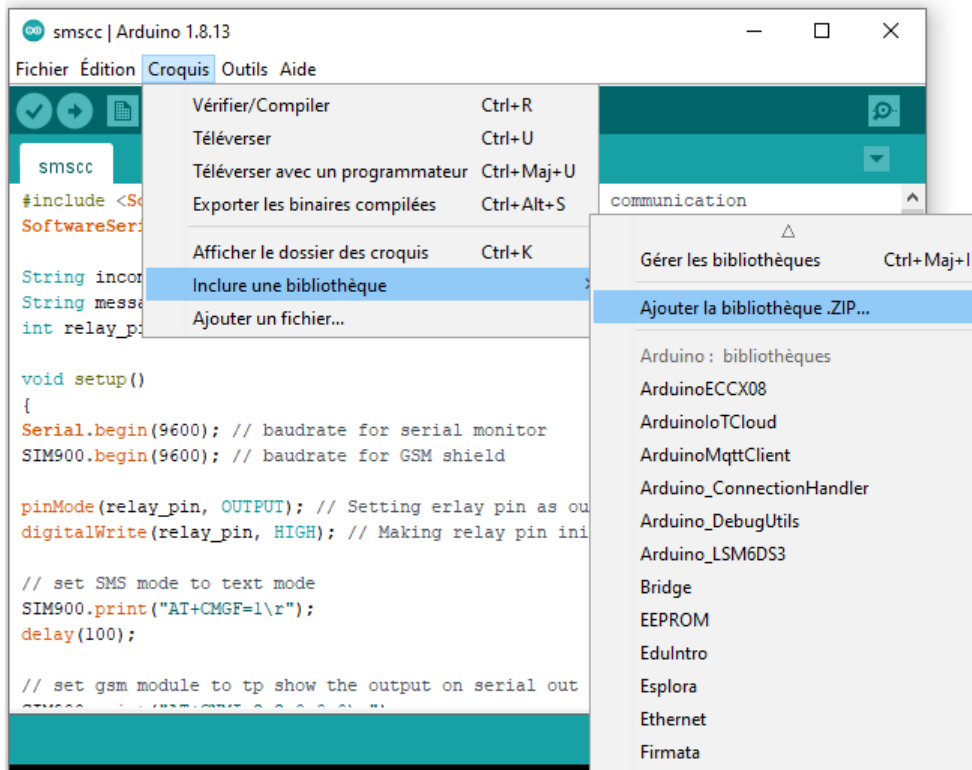 smscc | Arduino 1.8.13
Fichier Édition Croquis Outils Aide
Vérifier/Compiler Ctrl+R
Téléverser Ctrl+U
Téléverser avec un programmateur Ctrl+Maj+U
Exporter les binaires compilées Ctrl+Alt+S
Afficher le dossier des croquis Ctrl+K
Inclure une bibliothèque
Ajouter un fichier...
Gérer les bibliothèques Ctrl+Maj+I
Ajouter la bibliothèque .ZIP...
Arduino : bibliothèques
ArduinoECCX08
ArduinoIoTCloud
ArduinoMqttClient
Arduino_ConnectionHandler
Arduino_DebugUtils
Arduino_LSM6DS3
Bridge
EEPROM
EduIntro
Esplora
Ethernet
Firmata
smscc
#include <So communication
SoftwareSeri
String incom
String messa
int relay_pi
void setup()
{
Serial.begin(9600); // baudrate for serial monitor
SIM900.begin(9600); // baudrate for GSM shield
pinMode(relay_pin, OUTPUT); // Setting erlay pin as ou
digitalWrite(relay_pin, HIGH); // Making relay pin ini
// set SMS mode to text mode
SIM900.print("AT+CMGF=1\r");
delay(100);
// set gsm module to tp show the output on serial out